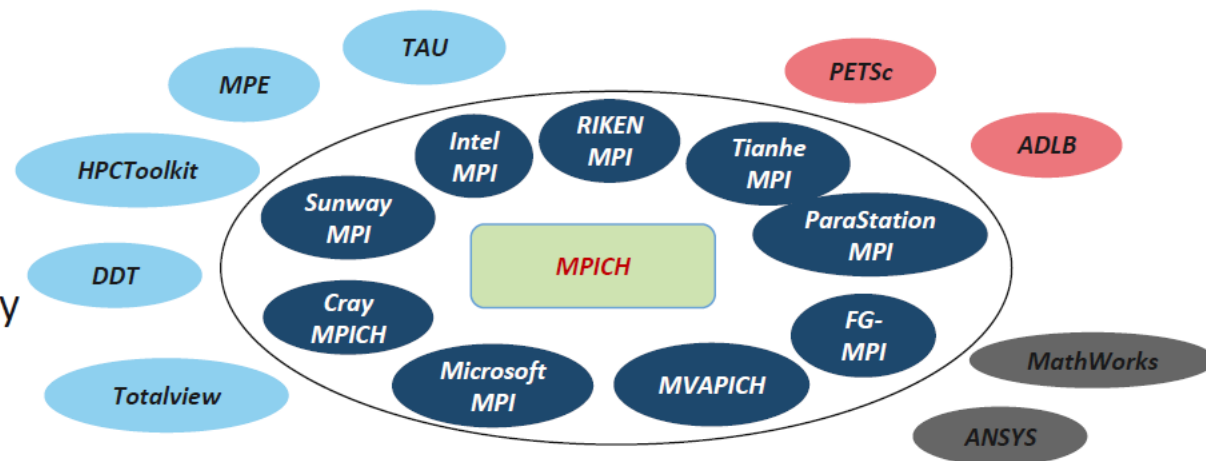 TAU
MPE
PETSc
ADLB
HPCToolkit
Intel
MPI
RIKEN
MPI
Tianhe
MPI
Sunway
MPI
ParaStation
MPI
MPICH
DDT
y
Cray
MPICH
FG-
MPI
Microsoft
MPI
MVAPICH
MathWorks
Totalview
ANSYS